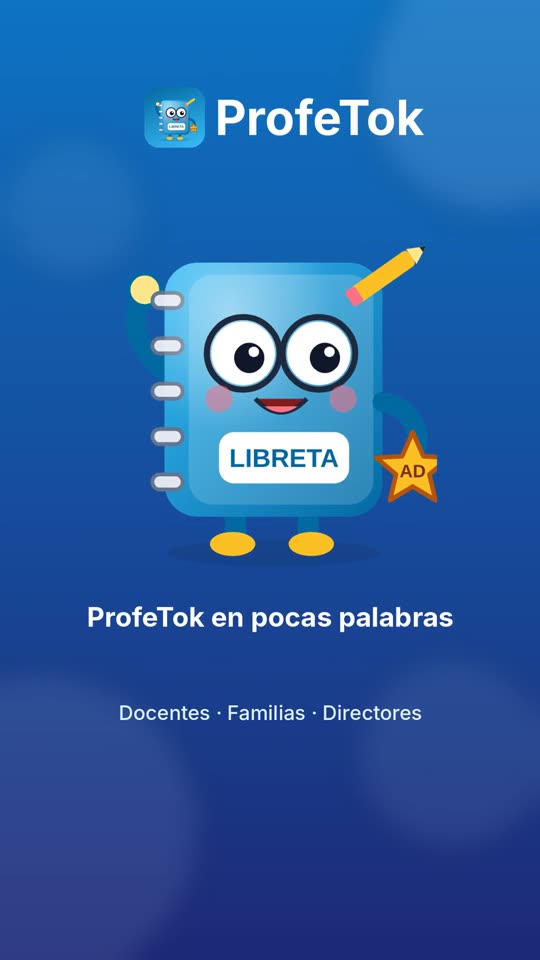 ProfeTok
LIBRETA
AD
ProfeTok en pocas palabras
Docentes · Familias · Directores